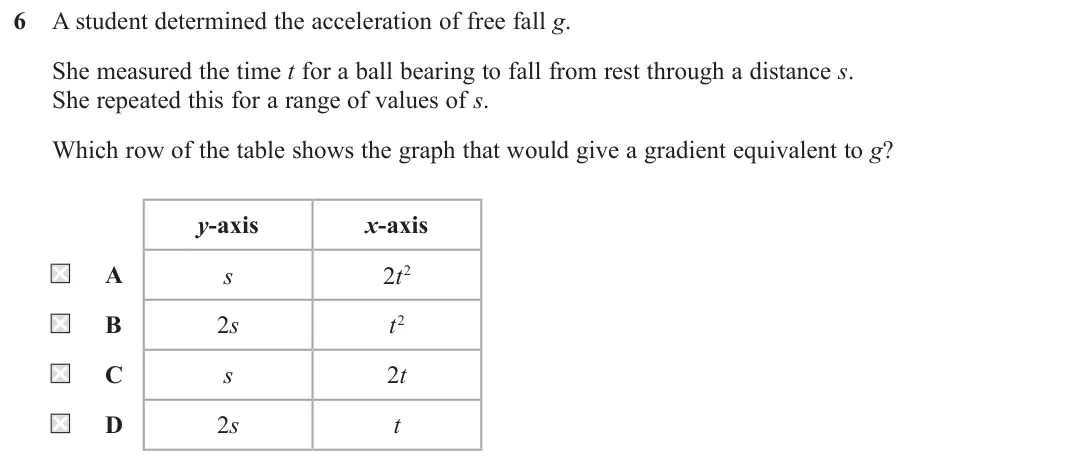 6 A student determined the acceleration of free fall g.
She measured the time t for a ball bearing to fall from rest through a distance s.
She repeated this for a range of values of s.
Which row of the table shows the graph that would give a gradient equivalent to g?
y-axis x-axis
A s 2t²
B 2s t²
C s 2t
D 2s t